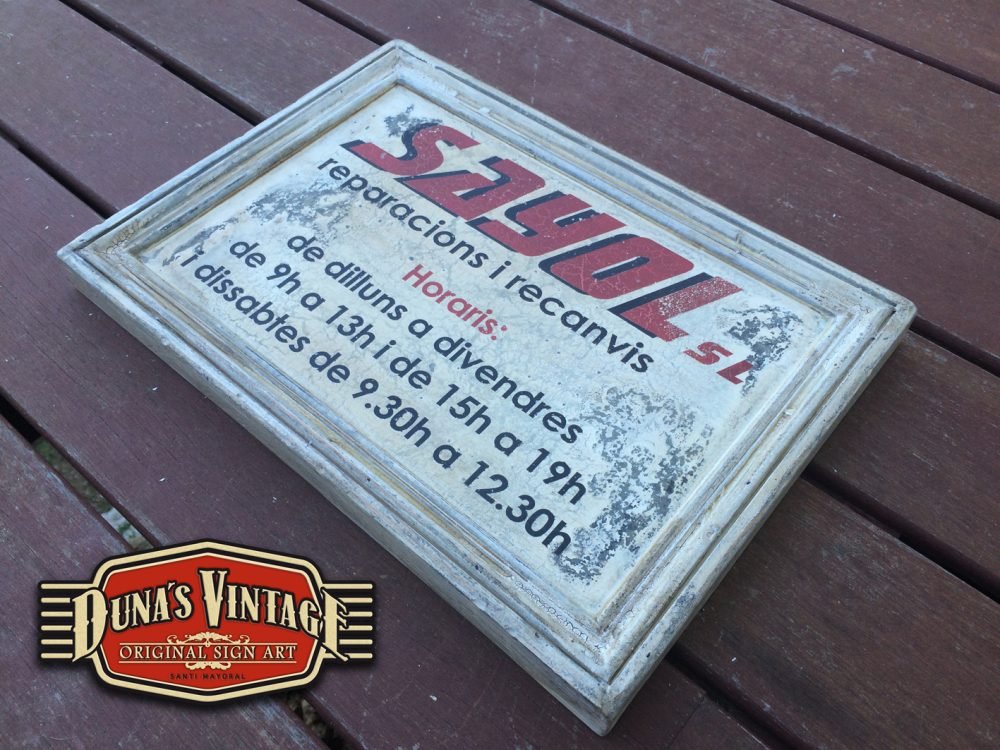 SAYOL SL
reparacions i recanvis
Horaris:
de dilluns a divendres
de 9h a 13h i de 15h a 19h
i dissabtes de 9.30h a 12.30h
DUNA'S VINTAGE
ORIGINAL SIGN ART
SANTI MAYORAL